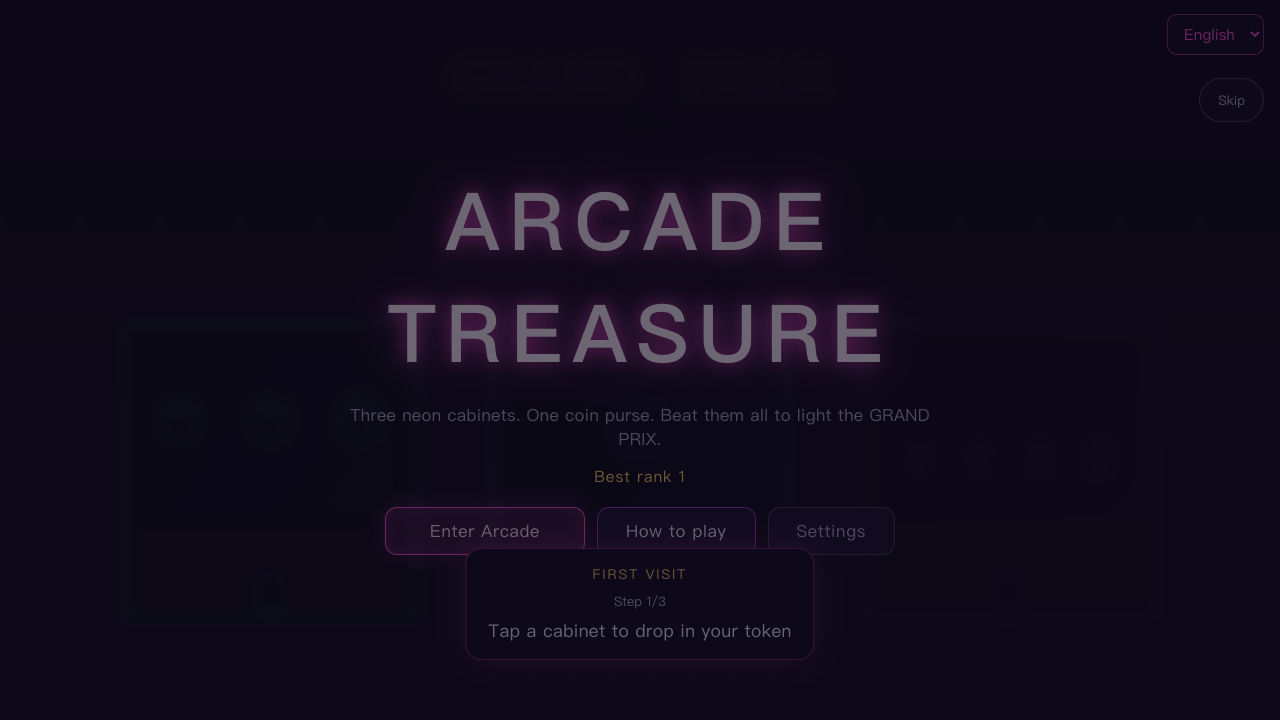 English
Skip
GRAND PRIX
ARCADE
TREASURE
Three neon cabinets. One coin purse. Beat them all to light the GRAND
PRIX.
Best rank 1
Enter Arcade
How to play
Settings
FIRST VISIT
Step 1/3
Tap a cabinet to drop in your token